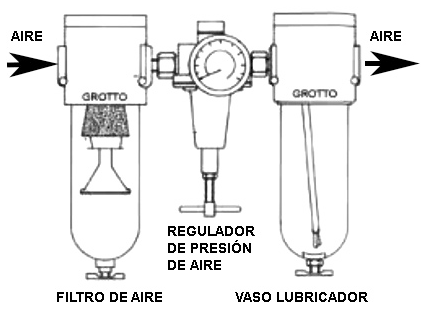 AIRE
AIRE
GROTTO
GROTTO
REGULADOR
DE PRESIÓN
DE AIRE
FILTRO DE AIRE
VASO LUBRICADOR